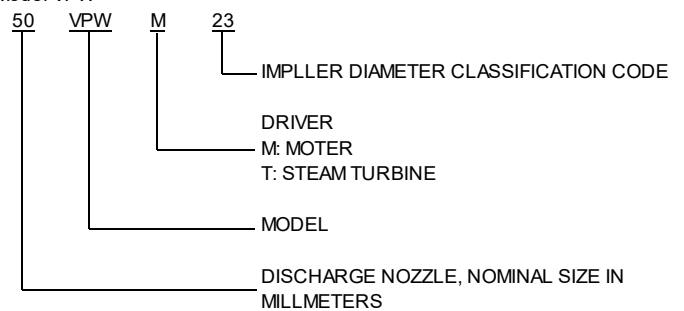 50 VPW M 23
IMPLLER DIAMETER CLASSIFICATION CODE
DRIVER
M: MOTER
T: STEAM TURBINE
MODEL
DISCHARGE NOZZLE, NOMINAL SIZE IN
MILLMETERS